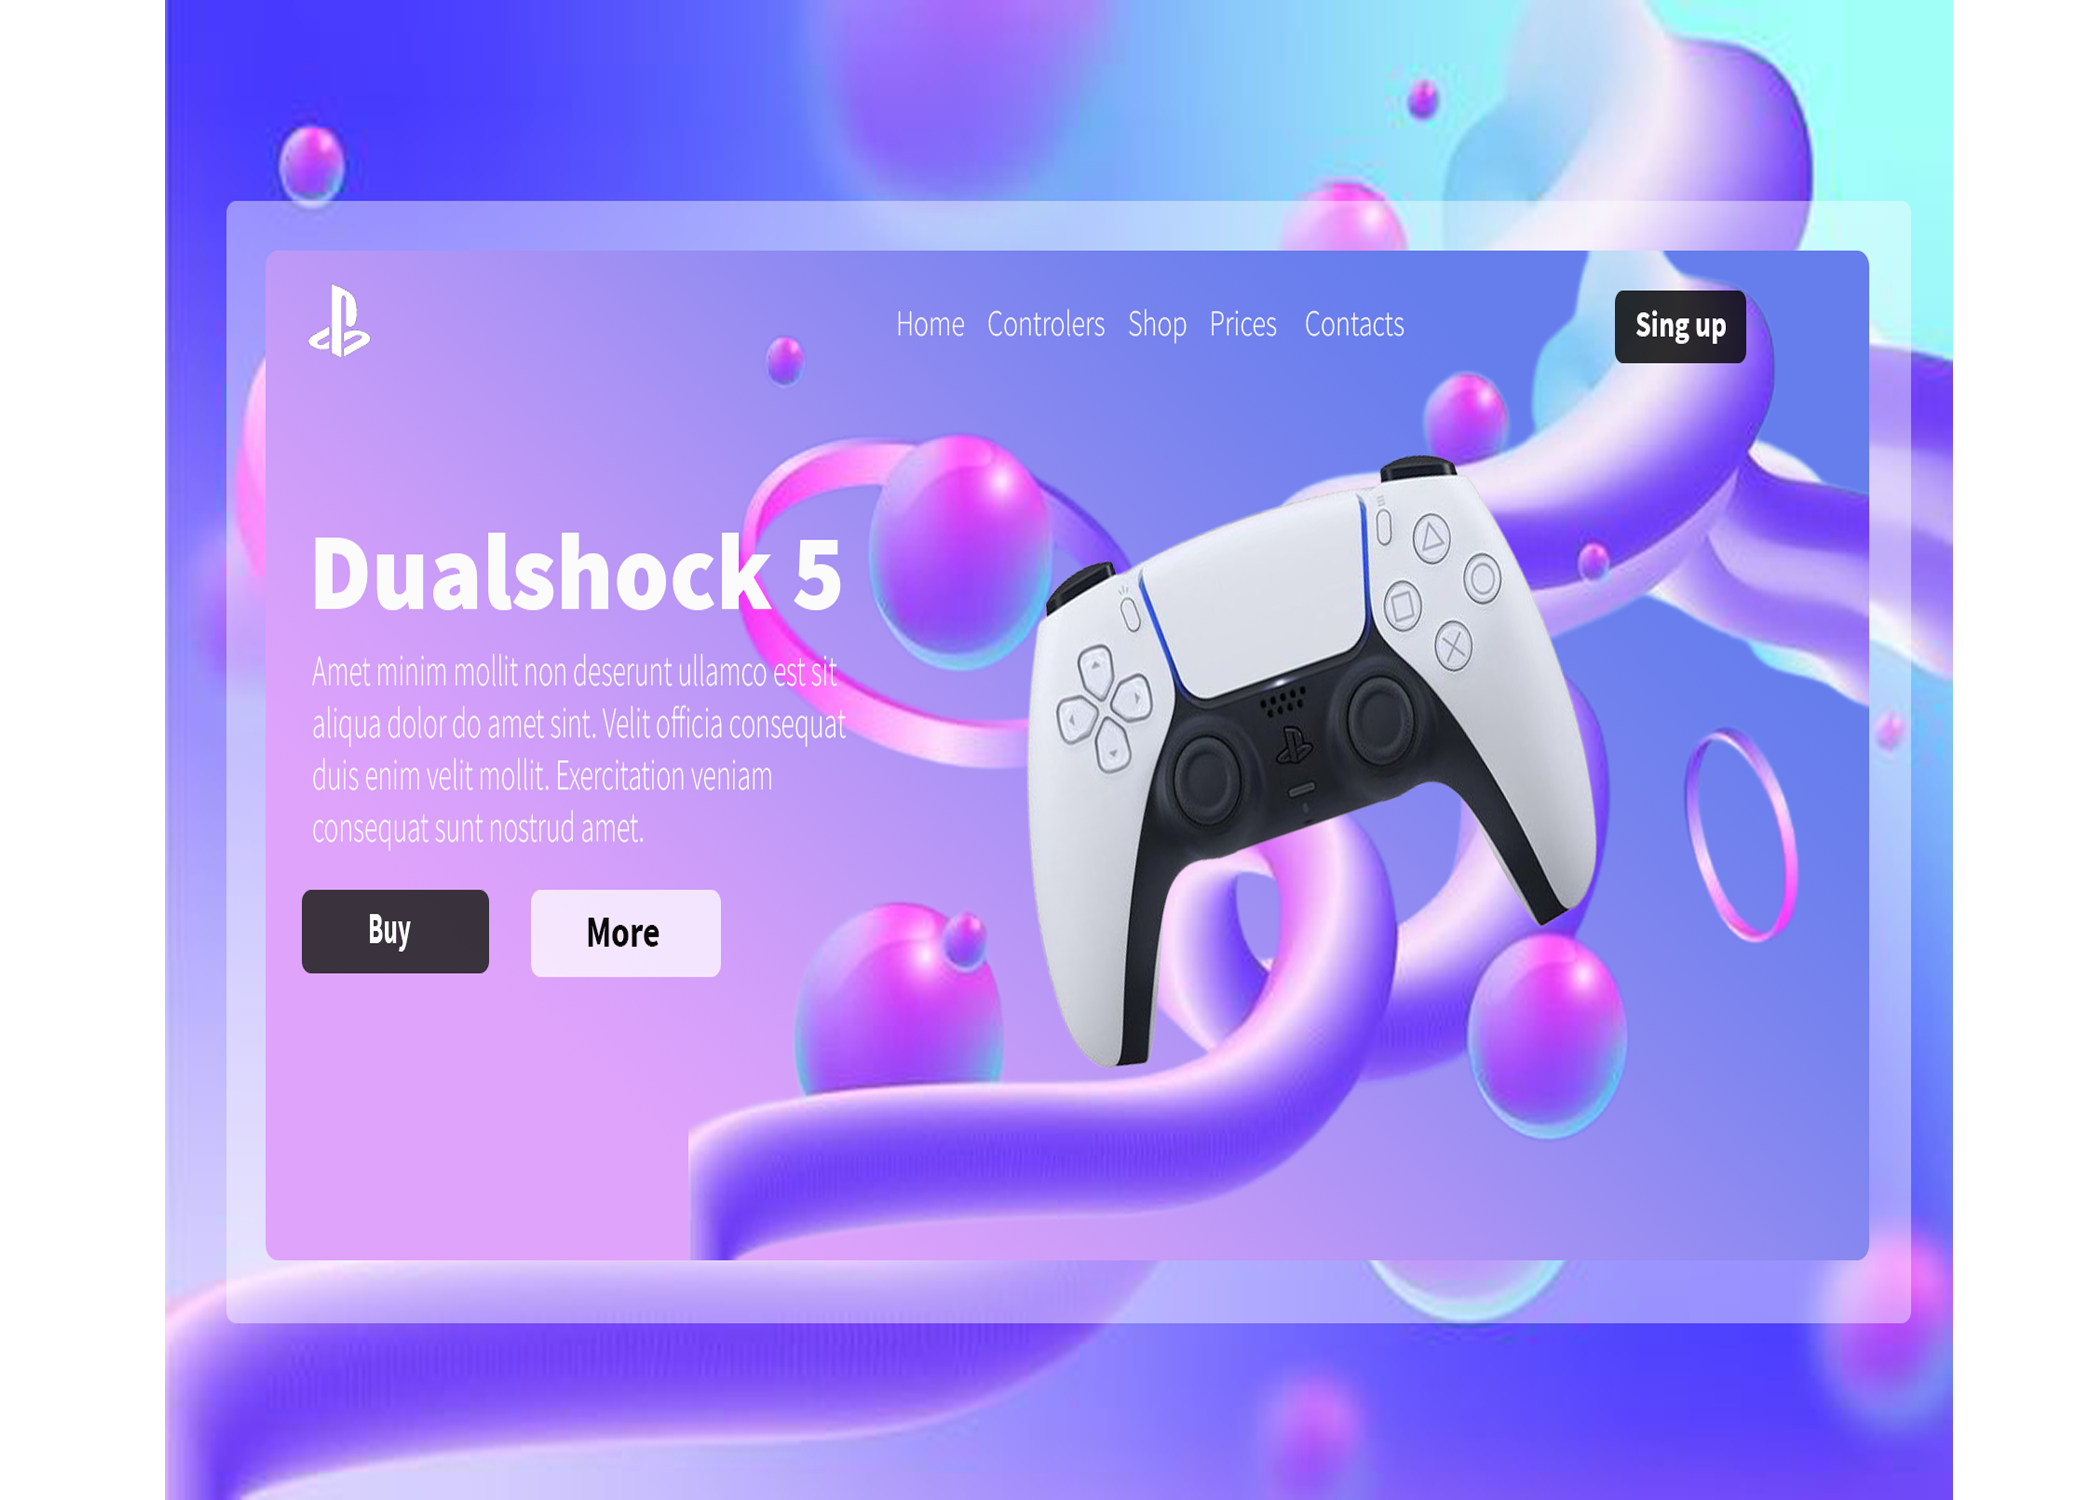 Home Controlers Shop Prices Contacts
Sing up
Dualshock 5
Amet minim mollit non deserunt ullamco est sit
aliqua dolor do amet sint. Velit officia consequat
duis enim velit mollit. Exercitation veniam
consequat sunt nostrud amet.
Buy
More